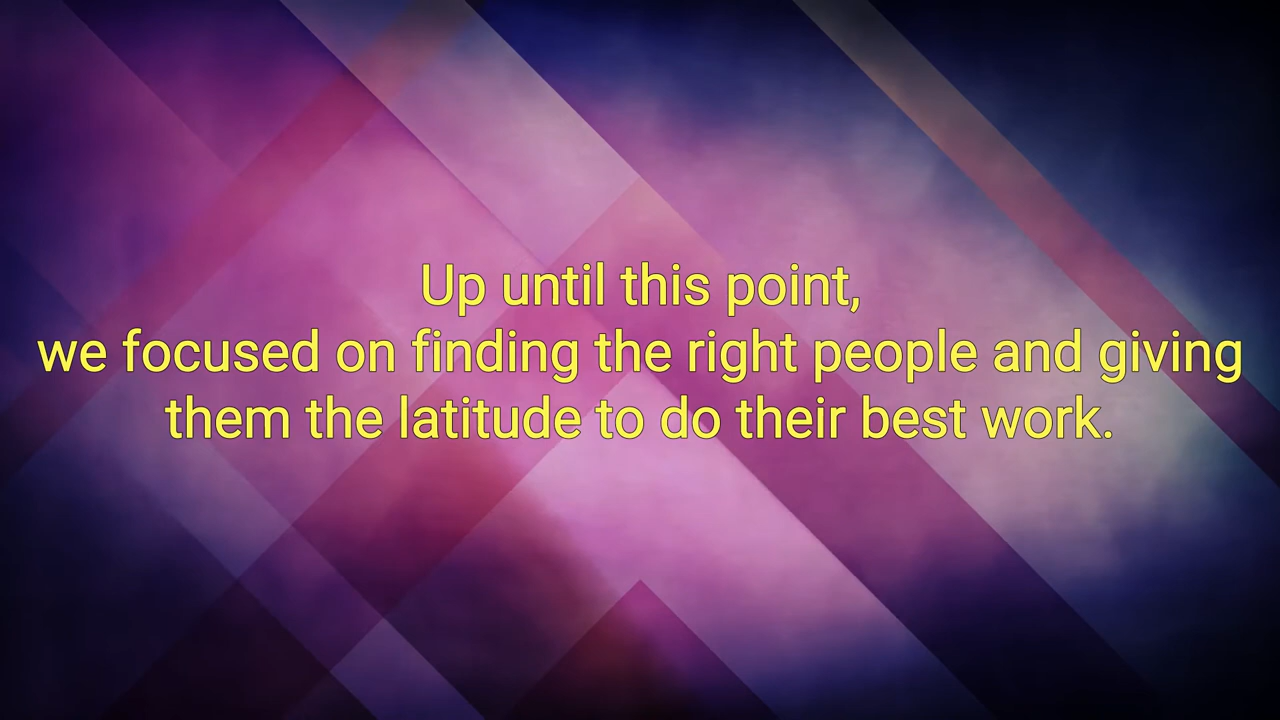 Up until this point,
we focused on finding the right people and giving
them the latitude to do their best work.